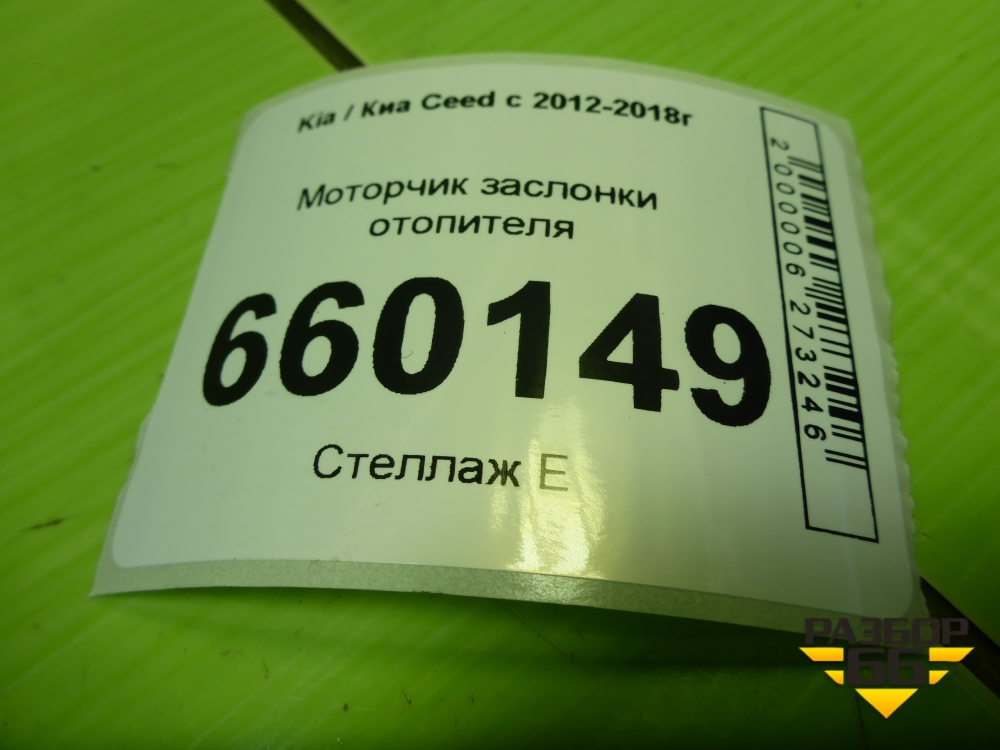 Kia / Киа Ceed с 2012-2018г
Моторчик заслонки
отопителя
660149
Стеллаж Е
2000006273246
РАЗБОР
66